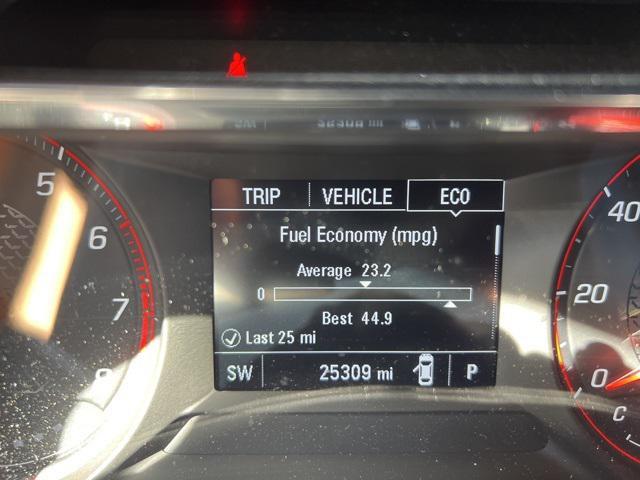 TRIP VEHICLE ECO
Fuel Economy (mpg)
Average 23.2
0
Best 44.9
Last 25 mi
SW 25309 mi P
5
6
7
8
40
20
0
C